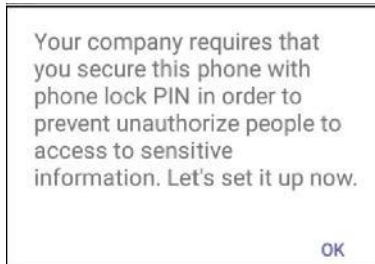 Your company requires that
you secure this phone with
phone lock PIN in order to
prevent unauthorize people to
access to sensitive
information. Let's set it up now.
OK